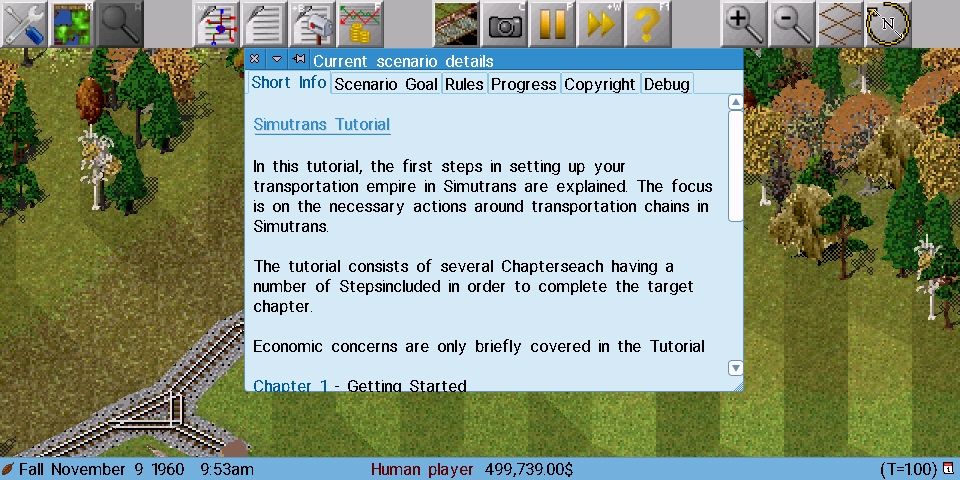 Current scenario details
Short Info Scenario Goal Rules Progress Copyright Debug
Simutrans Tutorial
In this tutorial, the first steps in setting up your
transportation empire in Simutrans are explained. The focus
is on the necessary actions around transportation chains in
Simutrans.
The tutorial consists of several Chapterseach having a
number of Stepsincluded in order to complete the target
chapter.
Economic concerns are only briefly covered in the Tutorial
Chapter 1 - Getting Started
Fall November 9 1960 9:53am Human player 499,739.00$ (T=1.00)